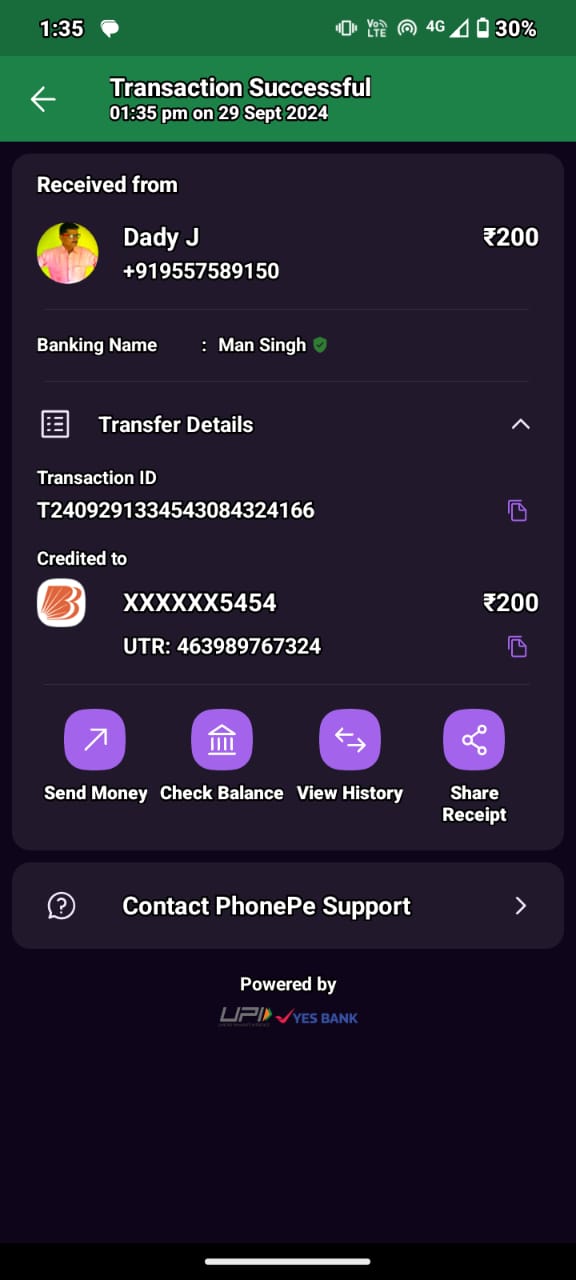 1:35
Vo))
LTE
4G
30%
Transaction Successful
01:35 pm on 29 Sept 2024
Received from
Dady J
₹200
+919557589150
Banking Name : Man Singh
Transfer Details
Transaction ID
T2409291334543084324166
Credited to
XXXXXX5454
₹200
UTR: 463989767324
Send Money
Check Balance
View History
Share
Receipt
Contact PhonePe Support
Powered by
UPI
YES BANK